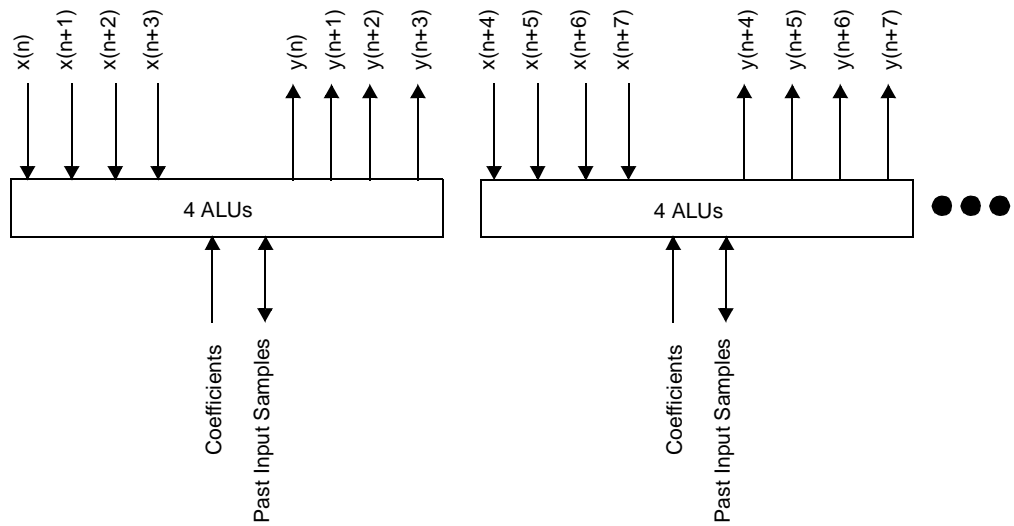 x(n)
x(n+1)
x(n+2)
x(n+3)
y(n)
y(n+1)
y(n+2)
y(n+3)
x(n+4)
x(n+5)
x(n+6)
x(n+7)
y(n+4)
y(n+5)
y(n+6)
y(n+7)
4 ALUs
4 ALUs
Coefficients
Past Input Samples
Coefficients
Past Input Samples